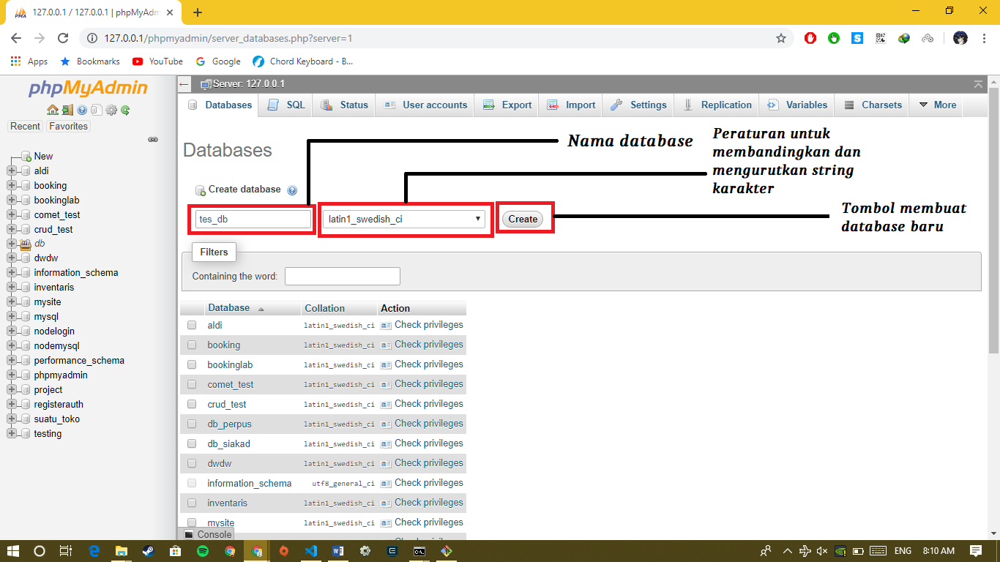 127.0.0.1 / 127.0.0.1 | phpMyAdm
127.0.0.1/phpmyadmin/server_databases.php?server=1
Apps Bookmarks YouTube Google Chord Keyboard - B...
phpMyAdmin
Recent Favorites
New
aldi
booking
bookinglab
comet_test
crud_test
db
dwdw
information_schema
inventaris
mysite
mysql
nodelogin
nodemysql
performance_schema
phpmyadmin
project
registerauth
suatu_toko
testing
Server: 127.0.0.1
Databases SQL Status User accounts Export Import Settings Replication Variables Charsets More
Databases
Nama database
Peraturan untuk
membandingkan dan
mengurutkan string
karakter
Create database
tes_db latin1_swedish_ci Create
Tombol membuat
database baru
Filters
Containing the word:
Database Collation Action
aldi latin1_swedish_ci Check privileges
booking latin1_swedish_ci Check privileges
bookinglab latin1_swedish_ci Check privileges
comet_test latin1_swedish_ci Check privileges
crud_test latin1_swedish_ci Check privileges
db_perpus latin1_swedish_ci Check privileges
db_siakad latin1_swedish_ci Check privileges
dwdw latin1_swedish_ci Check privileges
information_schema utf8_general_ci Check privileges
inventaris latin1_swedish_ci Check privileges
mysite latin1_swedish_ci Check privileges
Console
ENG 8:10 AM